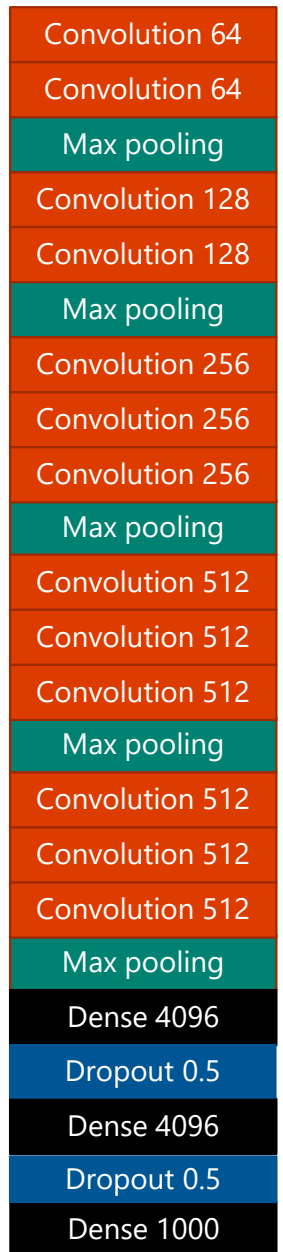 Convolution 64
Convolution 64
Max pooling
Convolution 128
Convolution 128
Max pooling
Convolution 256
Convolution 256
Convolution 256
Max pooling
Convolution 512
Convolution 512
Convolution 512
Max pooling
Convolution 512
Convolution 512
Convolution 512
Max pooling
Dense 4096
Dropout 0.5
Dense 4096
Dropout 0.5
Dense 1000